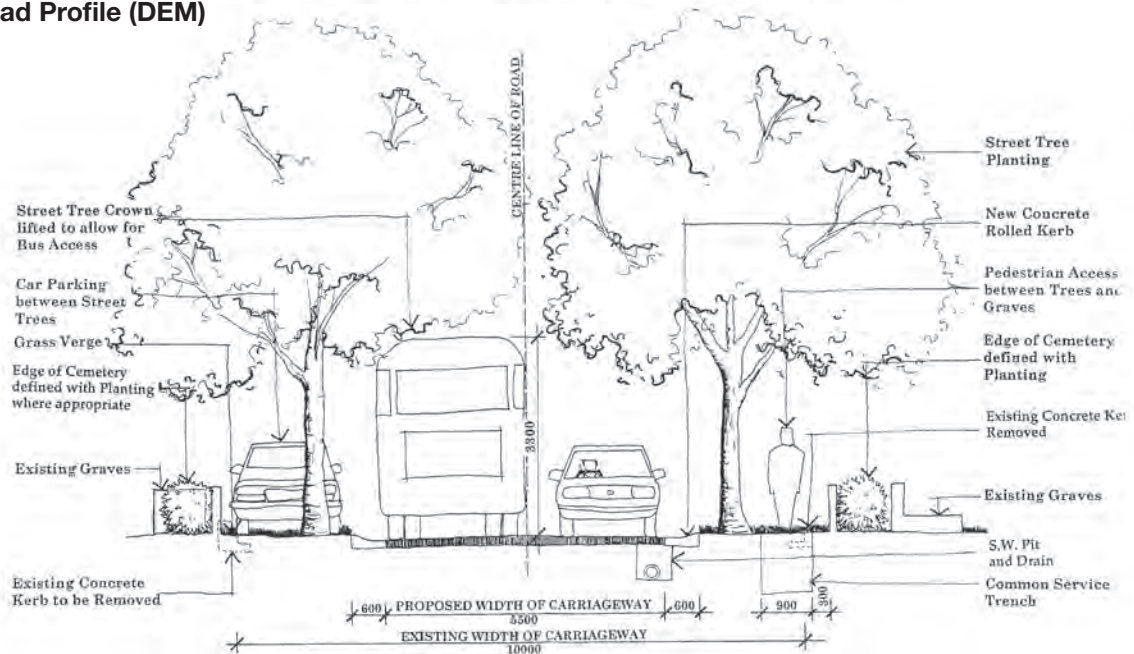 ad Profile (DEM)
CENTRE LINE OF ROAD
Street Tree Crown
lifted to allow for
Bus Access
Car Parking
between Street
Trees
Grass Verge
Edge of Cemetery
defined with Planting
where appropriate
Existing Graves
Existing Concrete
Kerb to be Removed
Street Tree
Planting
New Concrete
Rolled Kerb
Pedestrian Access
between Trees and
Graves
Edge of Cemetery
defined with
Planting
Existing Concrete Ke
Removed
Existing Graves
S.W. Pit
and Drain
Common Service
Trench
3300
600 PROPOSED WIDTH OF CARRIAGEWAY 600
5500
900
300
EXISTING WIDTH OF CARRIAGEWAY
10000